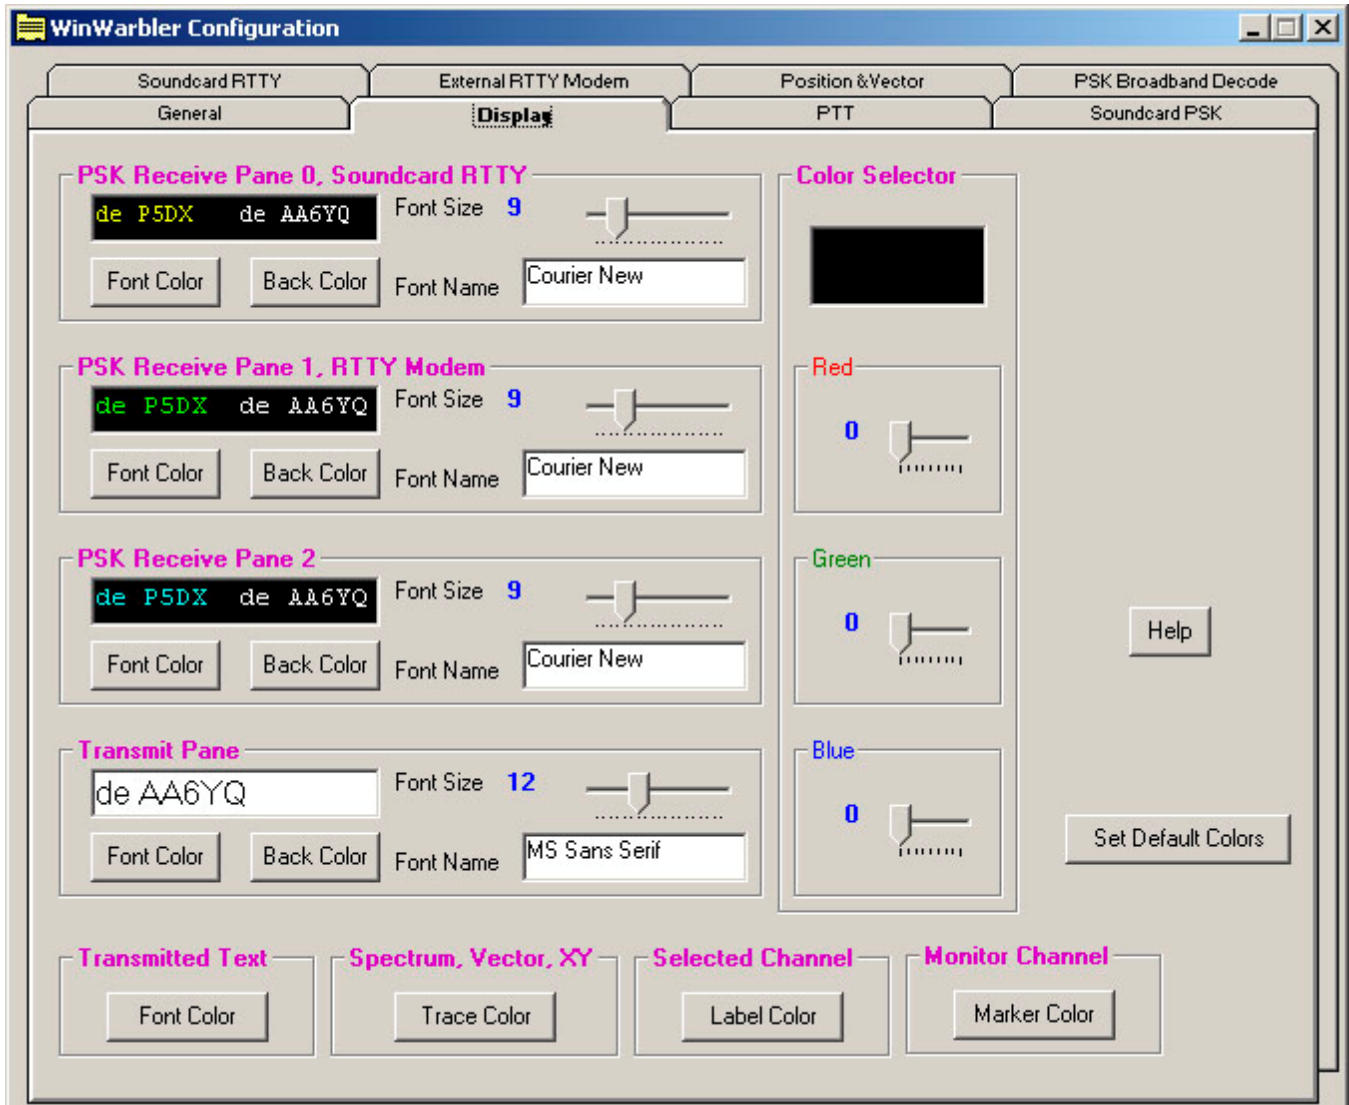 WinWarbler Configuration
Soundcard RTTY External RTTY Modem Position & Vector PSK Broadband Decode
General Display PTT Soundcard PSK
PSK Receive Pane 0, Soundcard RTTY
de P5DX de AA6YQ
Font Size 9
Font Color Back Color
Font Name Courier New
PSK Receive Pane 1, RTTY Modem
de P5DX de AA6YQ
Font Size 9
Font Color Back Color
Font Name Courier New
PSK Receive Pane 2
de P5DX de AA6YQ
Font Size 9
Font Color Back Color
Font Name Courier New
Transmit Pane
de AA6YQ
Font Size 12
Font Color Back Color
Font Name MS Sans Serif
Color Selector
Red
0
Green
0
Blue
0
Help
Set Default Colors
Transmitted Text
Font Color
Spectrum, Vector, XY
Trace Color
Selected Channel
Label Color
Monitor Channel
Marker Color